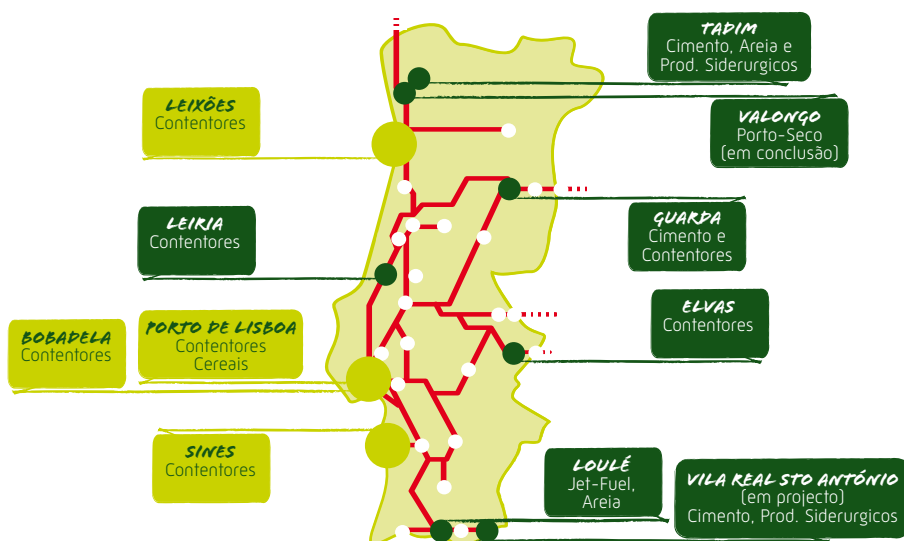 TADIM
Cimento, Areia e
Prod. Siderurgicos
LEIXÕES
Contentores
VALONGO
Porto-Seco
(em conclusão)
LEIRIA
Contentores
GUARDA
Cimento e
Contentores
BOBADELA
Contentores
PORTO DE LISBOA
Contentores
Cereais
ELVAS
Contentores
SINES
Contentores
LOULÉ
Jet-Fuel,
Areia
VILA REAL STO ANTÓNIO
(em projecto)
Cimento, Prod. Siderurgicos